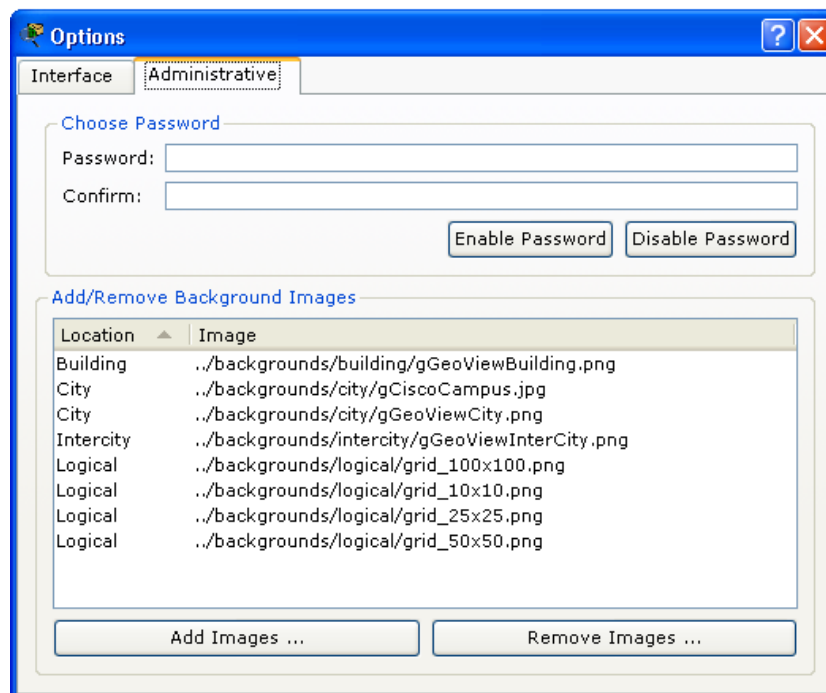 Options
Interface Administrative
Choose Password
Password:
Confirm:
Enable Password Disable Password
Add/Remove Background Images
Location Image
Building ../backgrounds/building/gGeoViewBuilding.png
City ../backgrounds/city/gCiscoCampus.jpg
City ../backgrounds/city/gGeoViewCity.png
Intercity ../backgrounds/intercity/gGeoViewInterCity.png
Logical ../backgrounds/logical/grid_100x100.png
Logical ../backgrounds/logical/grid_10x10.png
Logical ../backgrounds/logical/grid_25x25.png
Logical ../backgrounds/logical/grid_50x50.png
Add Images ... Remove Images ...